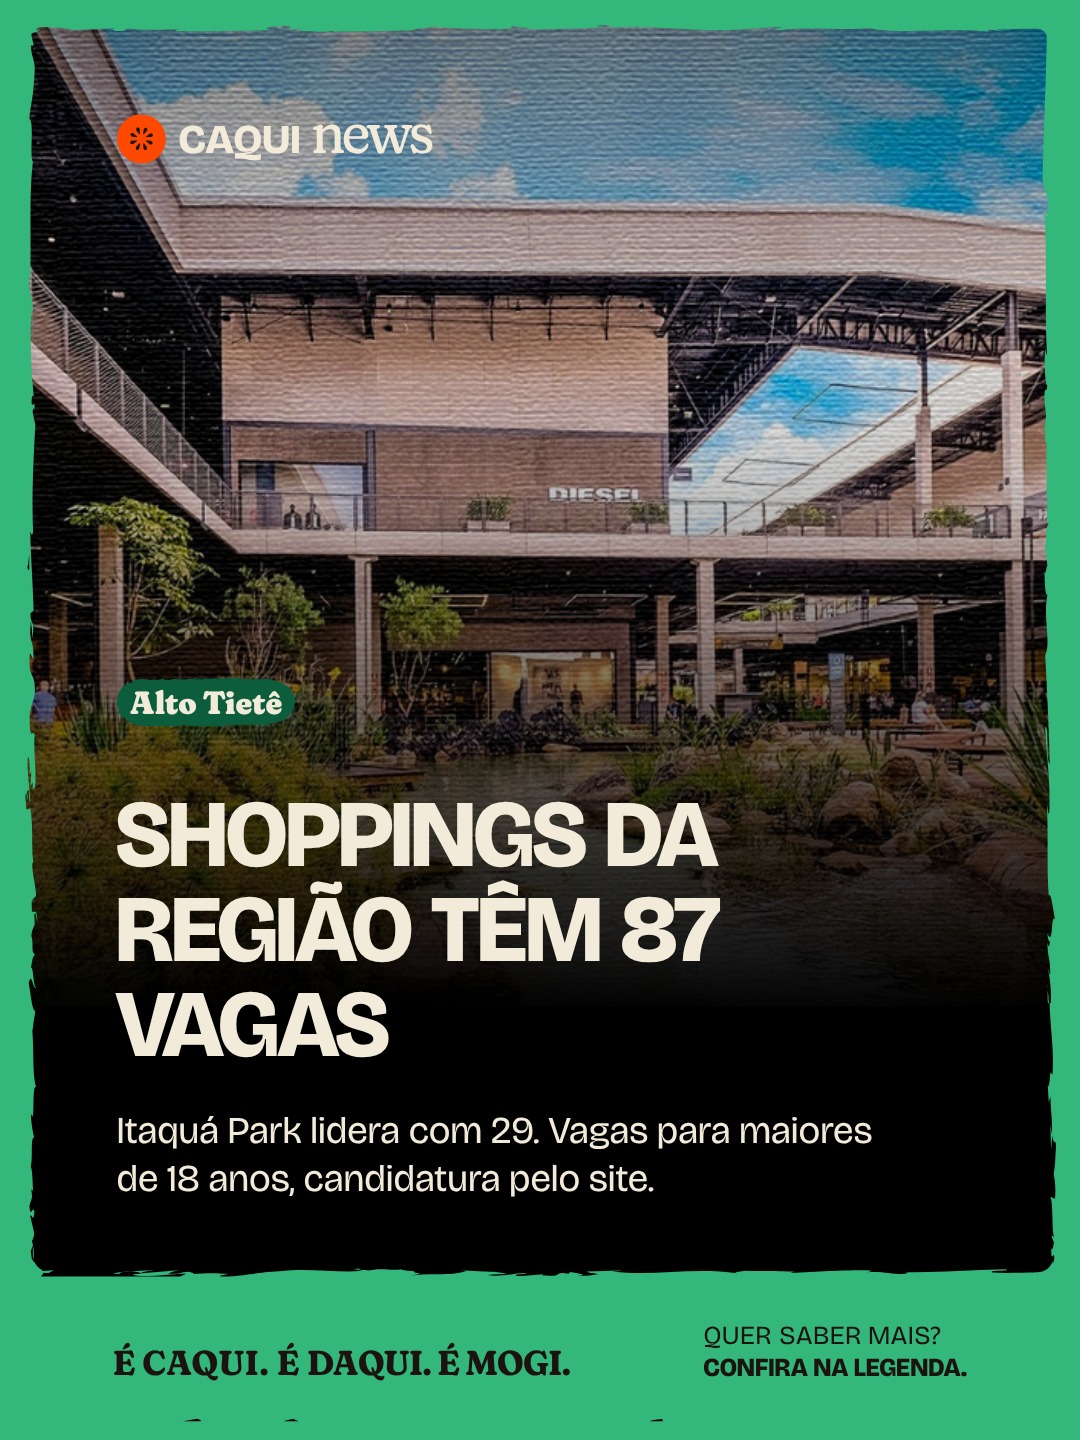 CAQUI news
DIESEL
Alto Tietê
SHOPPINGS DA
REGIÃO TÊM 87
VAGAS
Itaquá Park lidera com 29. Vagas para maiores
de 18 anos, candidatura pelo site.
É CAQUI. É DAQUI. É MOGI.
QUER SABER MAIS?
CONFIRA NA LEGENDA.